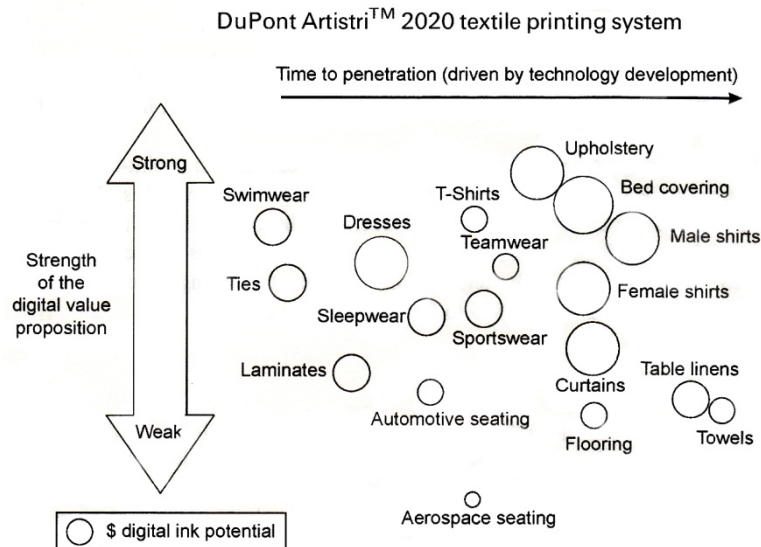 DuPont Artistri™ 2020 textile printing system
Time to penetration (driven by technology development)
Strong
Upholstery
Bed covering
Swimwear
T-Shirts
Dresses
Male shirts
Teamwear
Strength
of the
digital value
proposition
Ties
Female shirts
Sleepwear
Sportswear
Laminates
Table linens
Curtains
Automotive seating
Weak
Flooring
Towels
Aerospace seating
$ digital ink potential